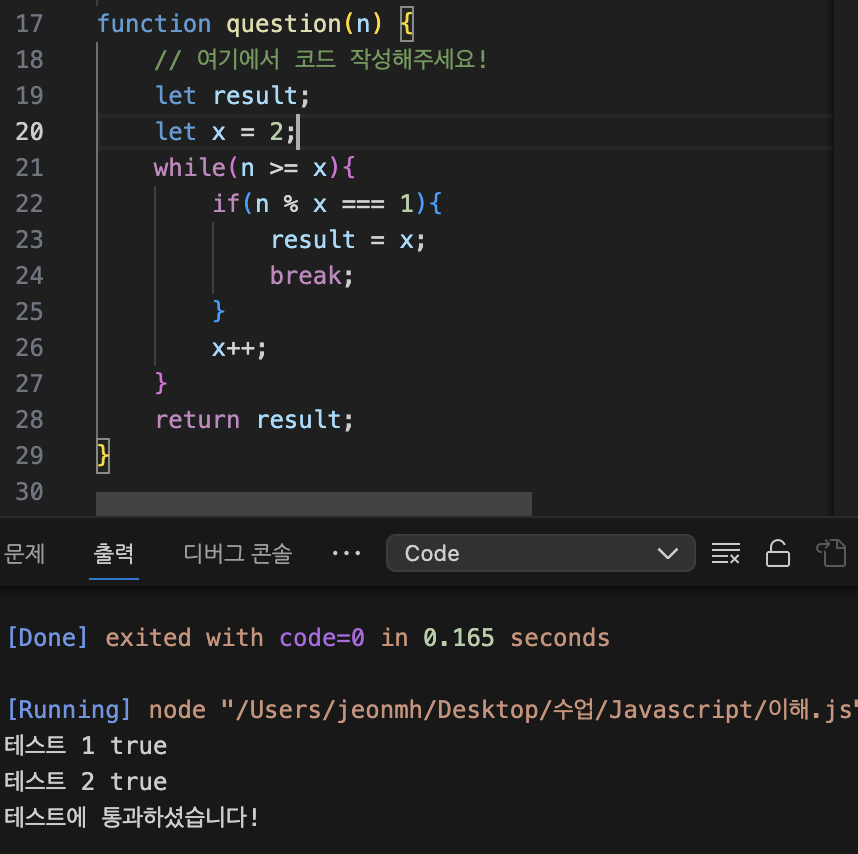 17 function question(n) {
18 // 여기에서 코드 작성해주세요!
19 let result;
20 let x = 2;
21 while(n >= x){
22 if(n % x === 1){
23 result = x;
24 break;
25 }
26 x++;
27 }
28 return result;
29 }
30
문제 출력 디버그 콘솔 ··· Code
[Done] exited with code=0 in 0.165 seconds
[Running] node "/Users/jeonmh/Desktop/수업/Javascript/이해.js"
테스트 1 true
테스트 2 true
테스트에 통과하셨습니다!